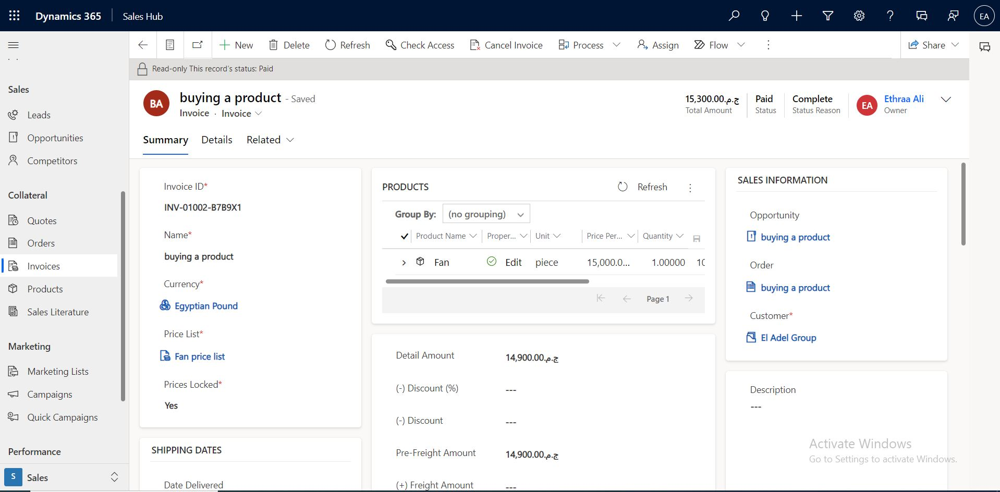 Dynamics 365
Sales Hub
EA
New
Delete
Refresh
Check Access
Cancel Invoice
Process
Assign
Flow
Share
Read-only This record's status: Paid
BA
buying a product - Saved
Invoice · Invoice
15,300.00.ج.م
Total Amount
Paid
Status
Complete
Status Reason
EA
Ethraa Ali
Owner
Summary
Details
Related
Sales
Leads
Opportunities
Competitors
Collateral
Quotes
Orders
Invoices
Products
Sales Literature
Marketing
Marketing Lists
Campaigns
Quick Campaigns
Performance
S
Sales
Invoice ID*
INV-01002-B7B9X1
Name*
buying a product
Currency*
Egyptian Pound
Price List*
Fan price list
Prices Locked*
Yes
SHIPPING DATES
Date Delivered
PRODUCTS
Refresh
Group By: (no grouping)
Product Name Proper... Unit Price Per... Quantity
Fan Edit piece 15,000.0... 1.00000 10
Page 1
Detail Amount 14,900.00.ج.م
(-) Discount (%) ---
(-) Discount ---
Pre-Freight Amount 14,900.00.ج.م
(+) Freight Amount ---
SALES INFORMATION
Opportunity
buying a product
Order
buying a product
Customer*
El Adel Group
Description
---
Activate Windows
Go to Settings to activate Windows.